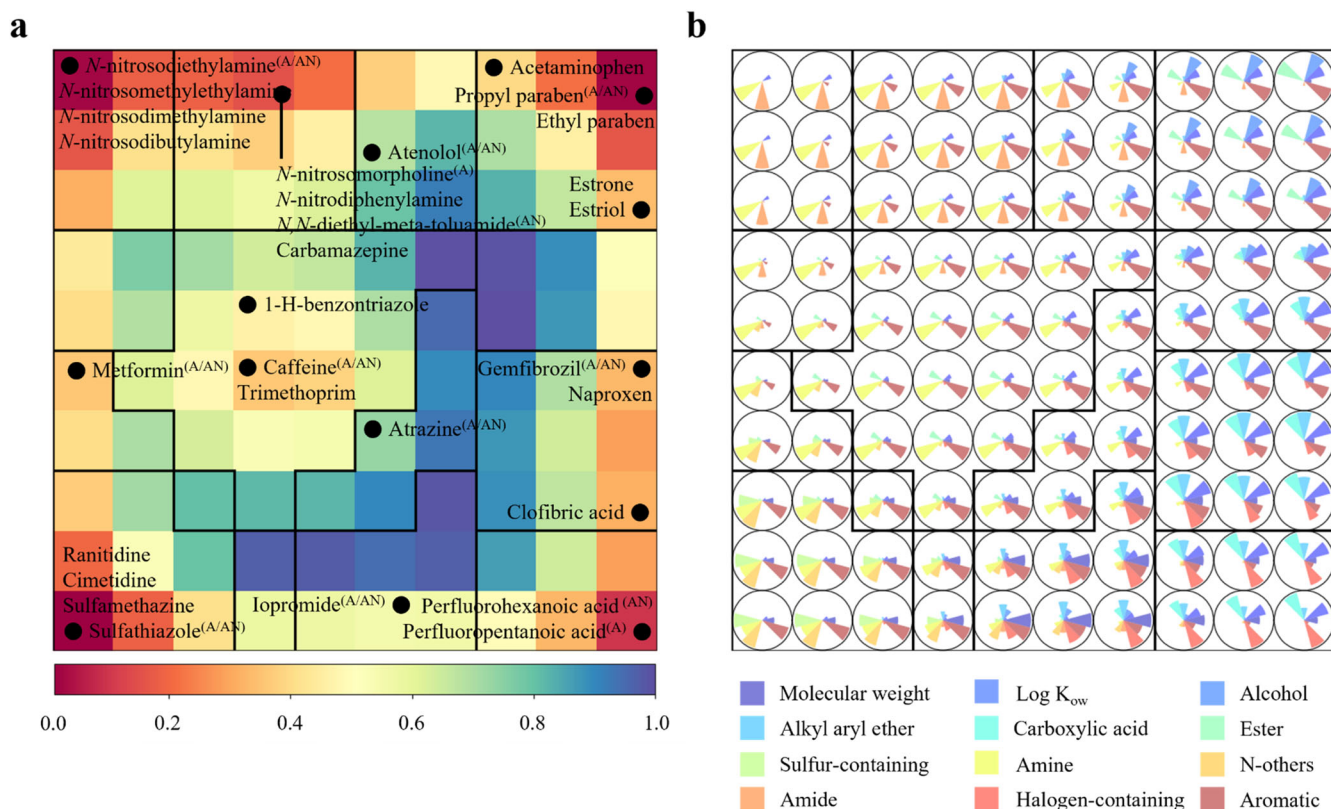 a
b
N-nitrosodiethylamine(A/AN)
N-nitrosomethylethylamine
N-nitrosodimethylamine
N-nitrosodibutylamine
Acetaminophen
Propyl paraben(A/AN)
Ethyl paraben
Atenolol(A/AN)
N-nitrosomorpholine(A)
N-nitrodiphenylamine
N,N-diethyl-meta-toluamide(AN)
Carbamazepine
Estrone
Estriol
1-H-benzontriazole
Metformin(A/AN)
Caffeine(A/AN)
Trimethoprim
Gemfibrozil(A/AN)
Naproxen
Atrazine(A/AN)
Clofibric acid
Ranitidine
Cimetidine
Sulfamethazine
Sulfathiazole(A/AN)
Iopromide(A/AN)
Perfluorohexanoic acid (AN)
Perfluoropentanoic acid(A)
0.0 0.2 0.4 0.6 0.8 1.0
Molecular weight Log Kow Alcohol
Alkyl aryl ether Carboxylic acid Ester
Sulfur-containing Amine N-others
Amide Halogen-containing Aromatic